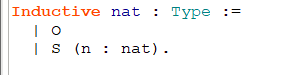 Inductive nat : Type :=
| O
| S (n : nat).